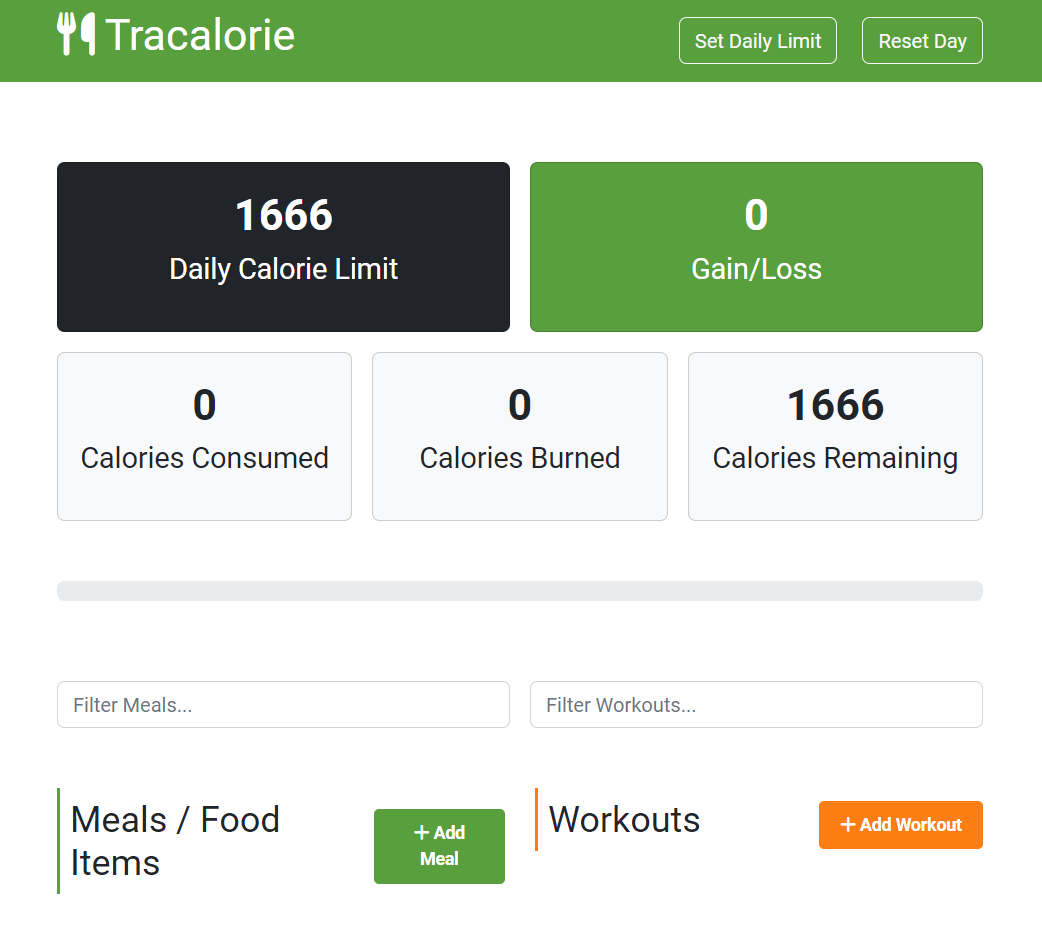 Tracalorie
Set Daily Limit
Reset Day
1666
Daily Calorie Limit
0
Gain/Loss
0
Calories Consumed
0
Calories Burned
1666
Calories Remaining
Filter Meals...
Filter Workouts...
Meals / Food
Items
+ Add
Meal
Workouts
+ Add Workout